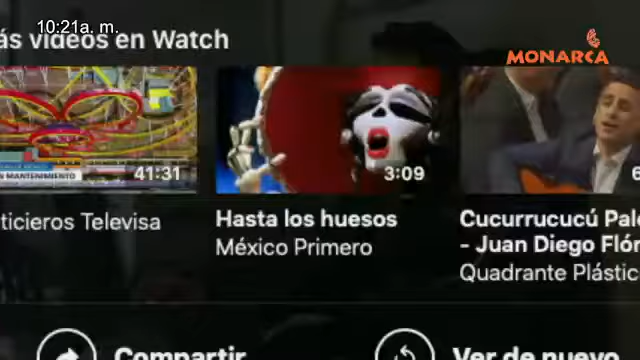 10:21a. m.
ás videos en Watch
MONARCA
N MANTENIMIENTO
41:31
3:09
6
ticieros Televisa
Hasta los huesos
México Primero
Cucurrucucú Pal
- Juan Diego Flór
Quadrante Plástic
Compartir
Ver de nuevo